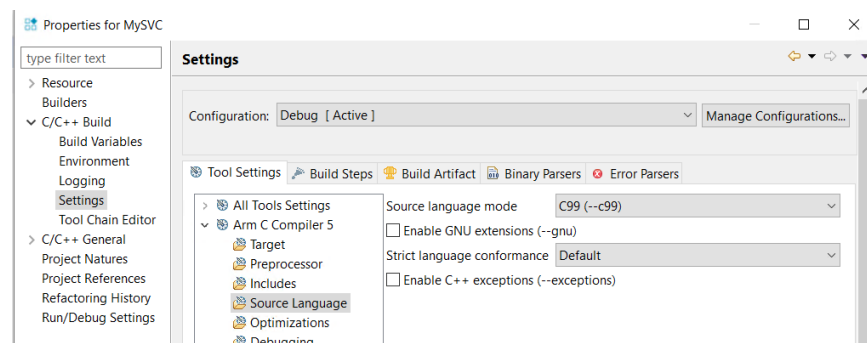 Properties for MySVC
type filter text
Resource
Builders
C/C++ Build
Build Variables
Environment
Logging
Settings
Tool Chain Editor
C/C++ General
Project Natures
Project References
Refactoring History
Run/Debug Settings
Settings
Configuration: Debug [ Active ] Manage Configurations...
Tool Settings Build Steps Build Artifact Binary Parsers Error Parsers
All Tools Settings
Arm C Compiler 5
Target
Preprocessor
Includes
Source Language
Optimizations
Debugging
Source language mode C99 (--c99)
Enable GNU extensions (--gnu)
Strict language conformance Default
Enable C++ exceptions (--exceptions)